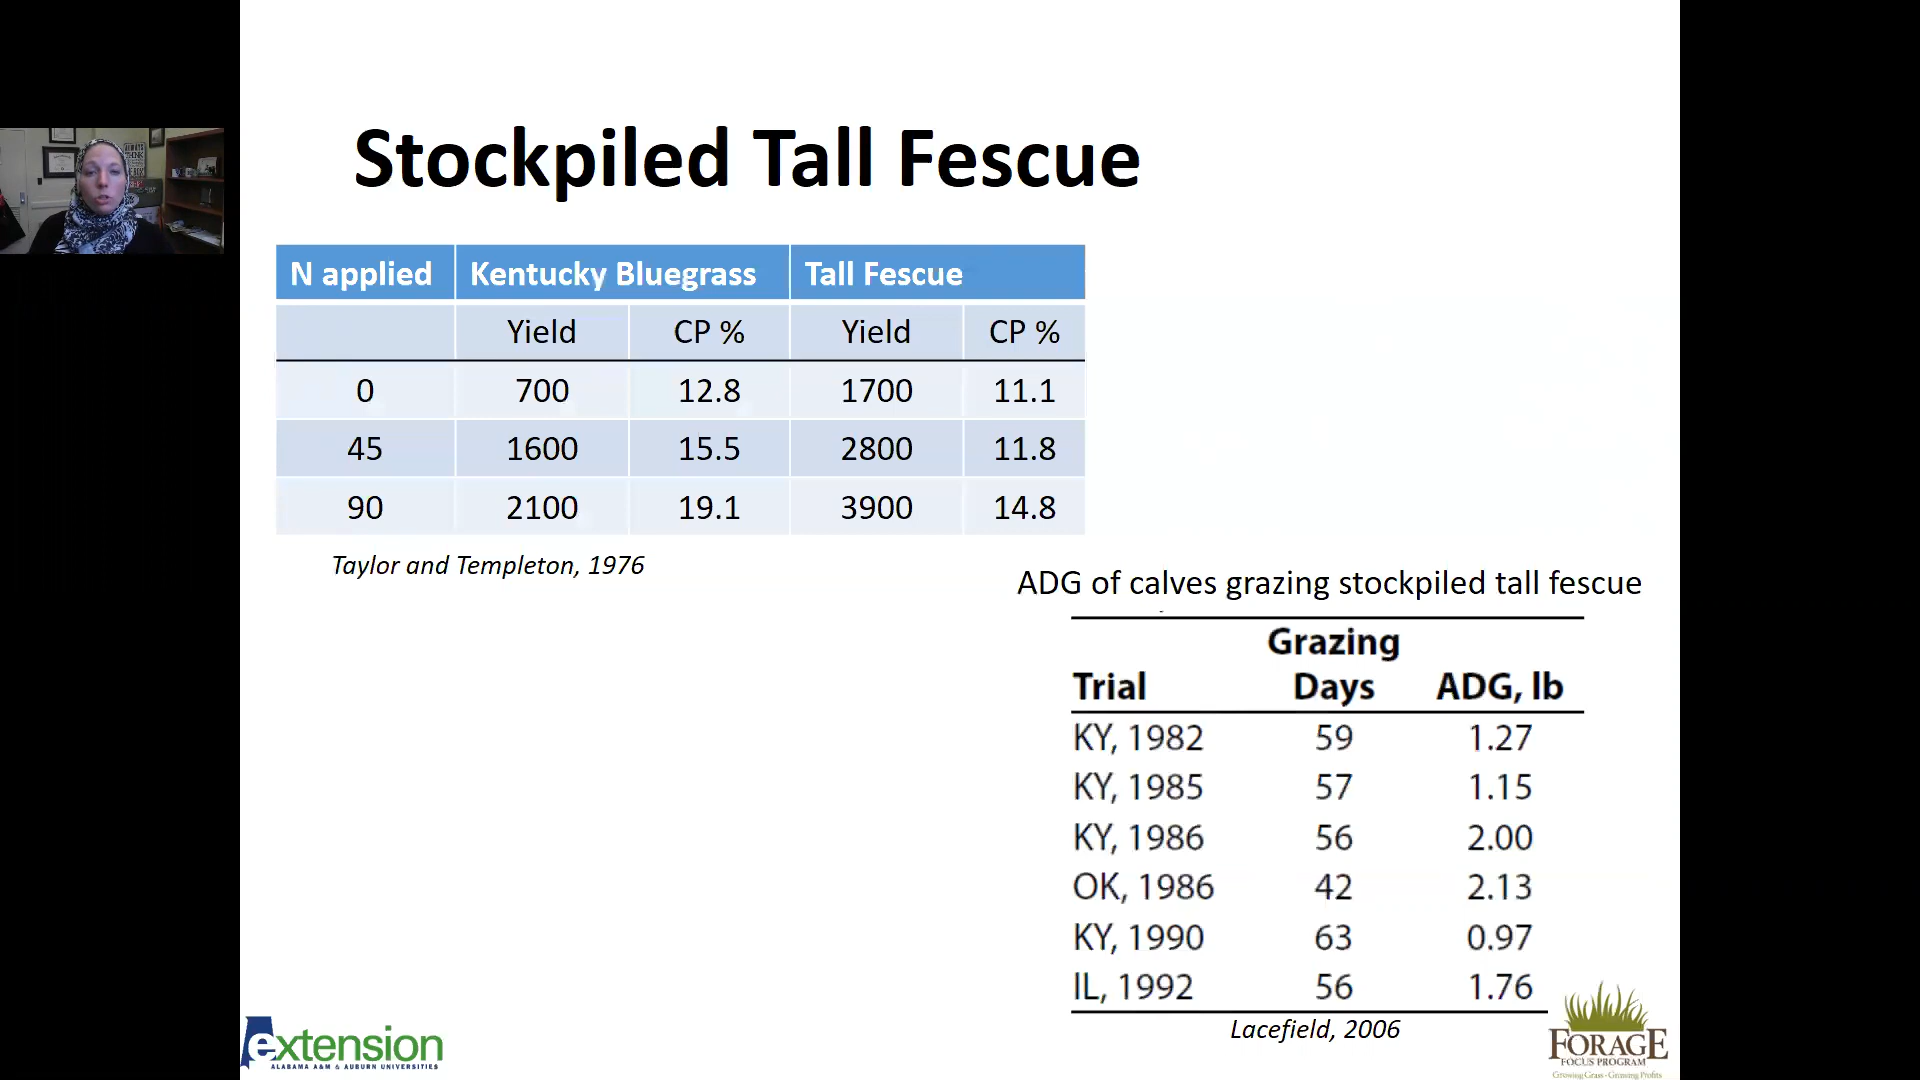 Stockpiled Tall Fescue
N applied Kentucky Bluegrass Tall Fescue
Yield CP % Yield CP %
0 700 12.8 1700 11.1
45 1600 15.5 2800 11.8
90 2100 19.1 3900 14.8
Taylor and Templeton, 1976
ADG of calves grazing stockpiled tall fescue
Grazing
Trial Days ADG, lb
KY, 1982 59 1.27
KY, 1985 57 1.15
KY, 1986 56 2.00
OK, 1986 42 2.13
KY, 1990 63 0.97
IL, 1992 56 1.76
Lacefield, 2006
extension
ALABAMA A&M & AUBURN UNIVERSITIES
FORAGE
FOCUS PROGRAM
Growing Grass - Growing Profits